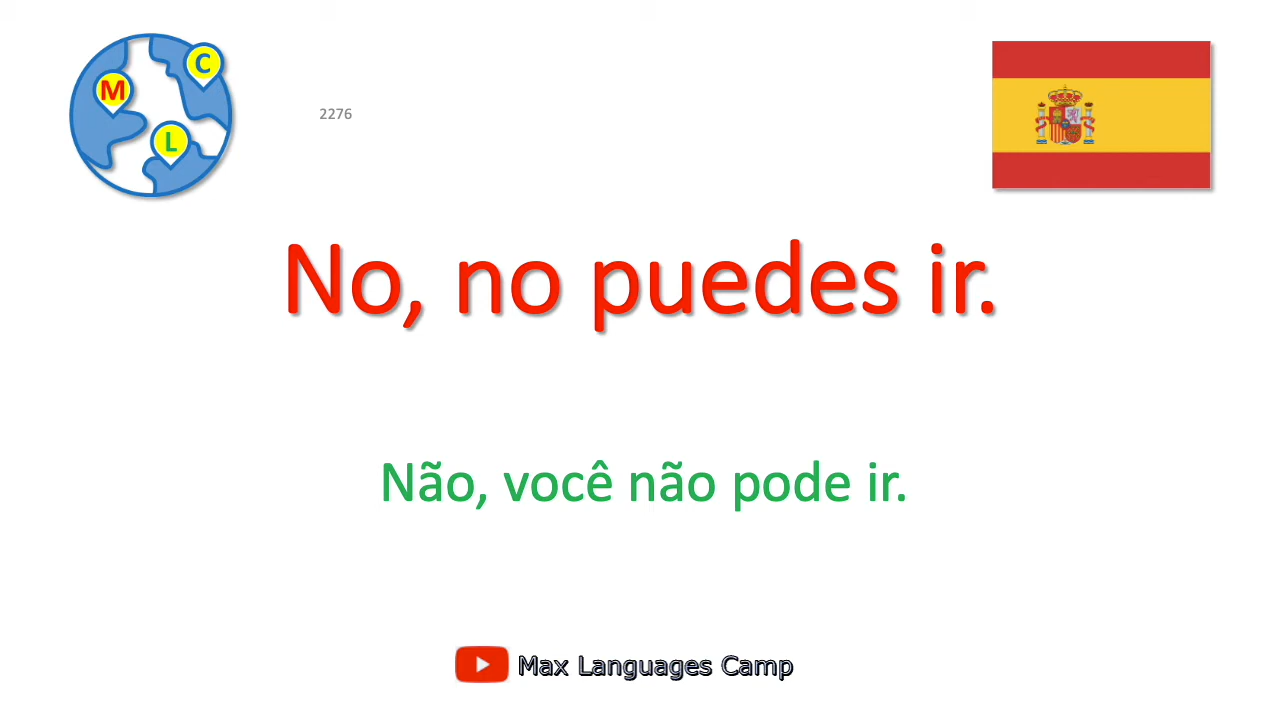 M
C
L
2276
No, no puedes ir.
Não, você não pode ir.
Max Languages Camp